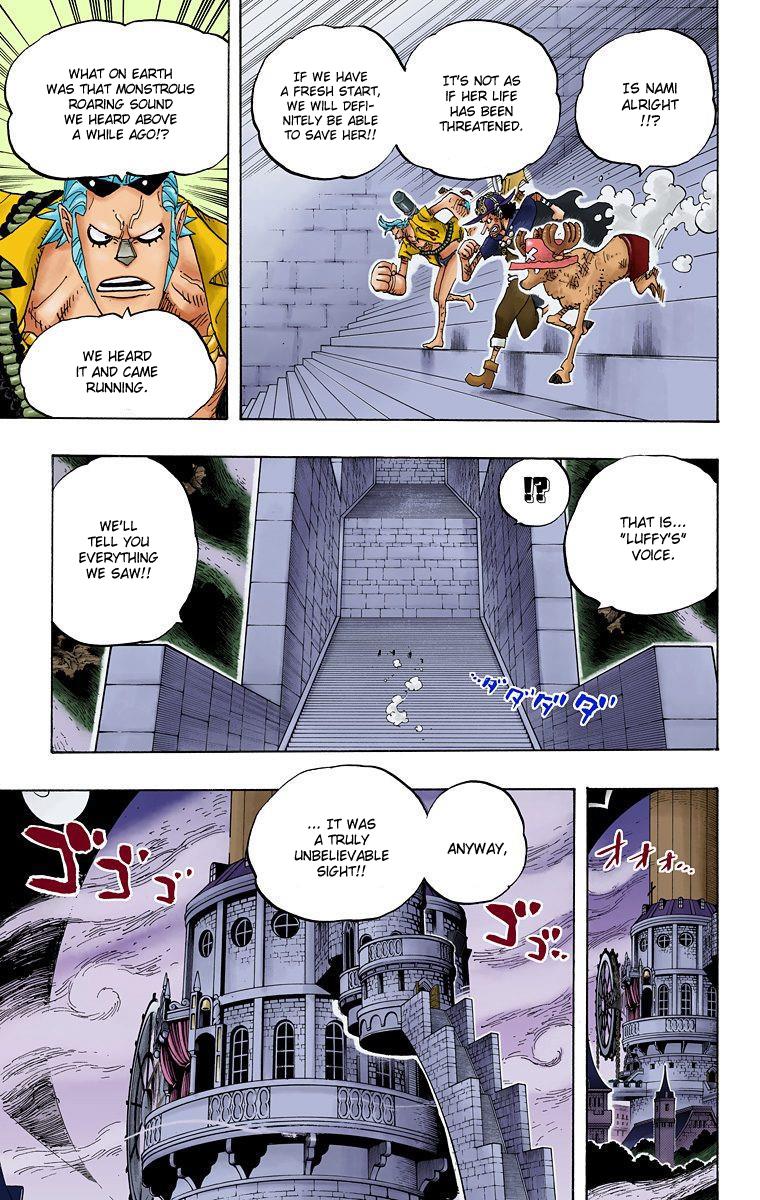 IS NAMI
ALRIGHT
!!?
IT'S NOT AS
IF HER LIFE
HAS BEEN
THREATENED.
IF WE HAVE
A FRESH START,
WE WILL DEFI-
NITELY BE ABLE
TO SAVE HER!!
WHAT ON EARTH
WAS THAT MONSTROUS
ROARING SOUND
WE HEARD ABOVE
A WHILE AGO!?
WE HEARD
IT AND CAME
RUNNING.
THAT IS...
"LUFFY'S"
VOICE.
!?
WE'LL
TELL YOU
EVERYTHING
WE SAW!!
...ダダダダ
オオオ...
ANYWAY,
... IT WAS
A TRULY
UNBELIEVABLE
SIGHT!!
ゴゴ..
ゴゴゴ